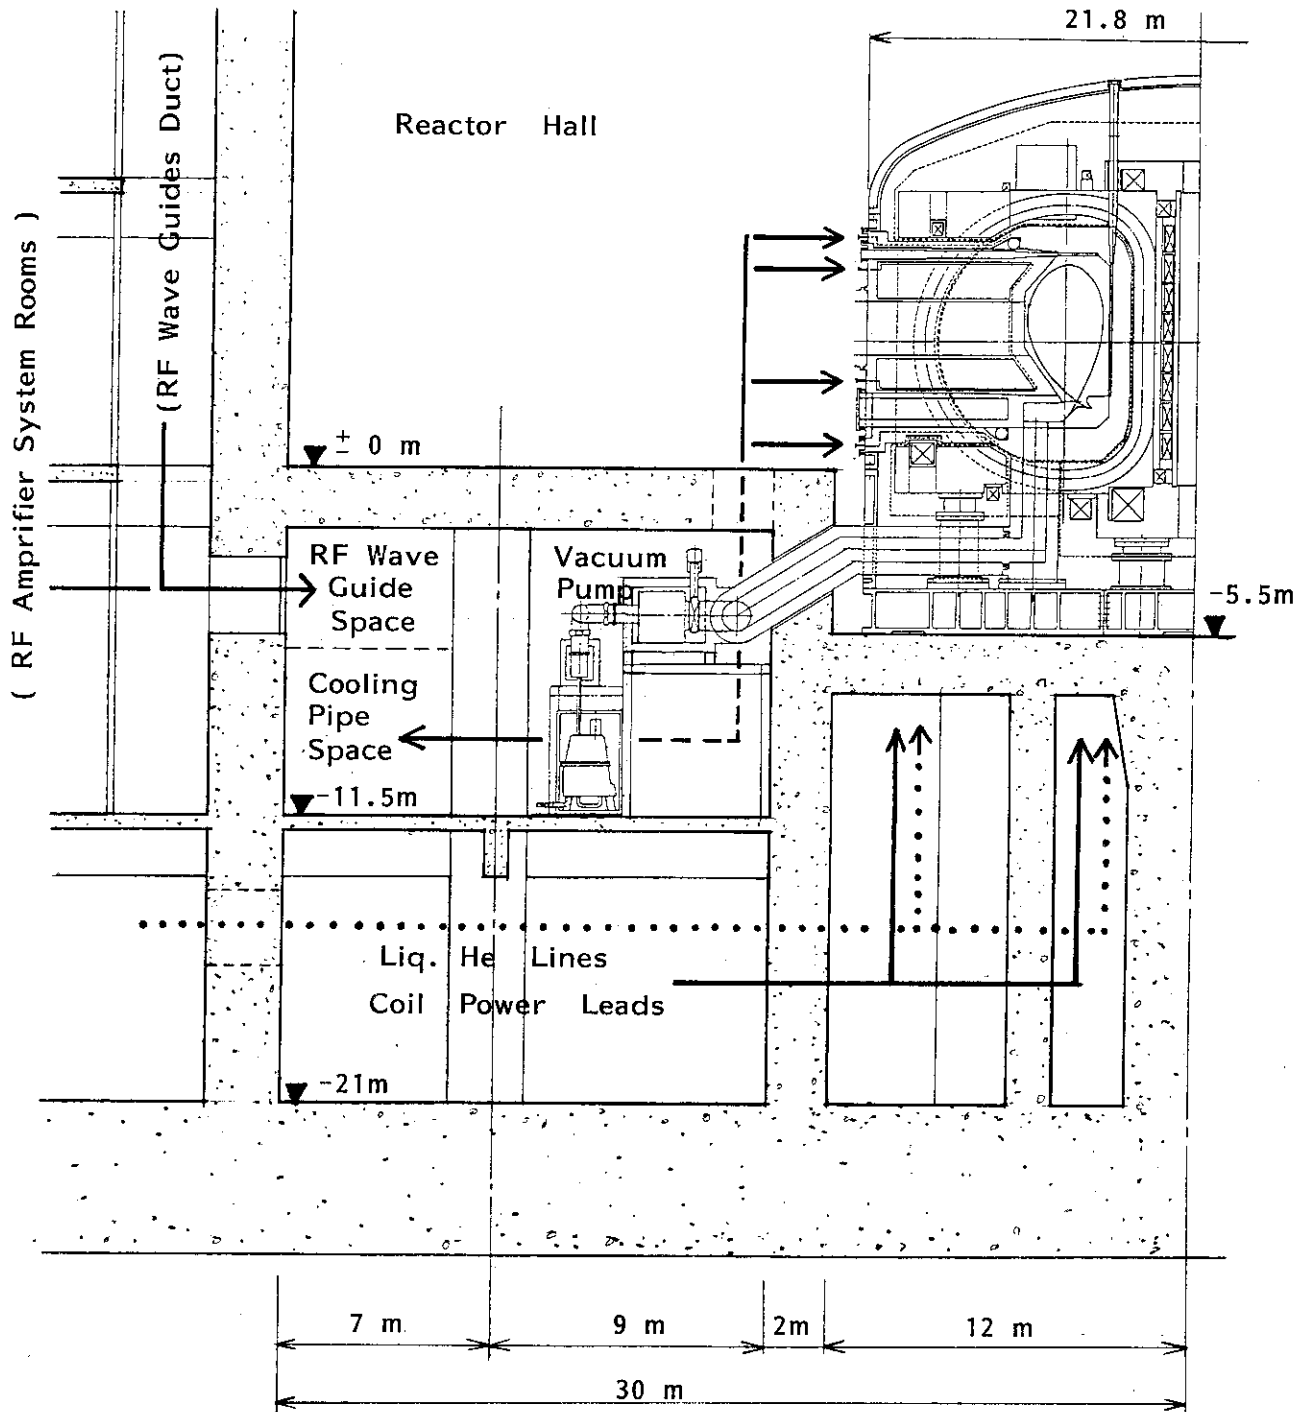 21.8 m
Reactor Hall
(RF Wave Guides Duct)
( RF Amprifier System Rooms )
± 0 m
RF Wave
Guide
Space
Vacuum
Pump
-5.5m
Cooling
Pipe
Space
-11.5m
Liq. He Lines
Coil Power Leads
-21m
7 m
9 m
2m
12 m
30 m